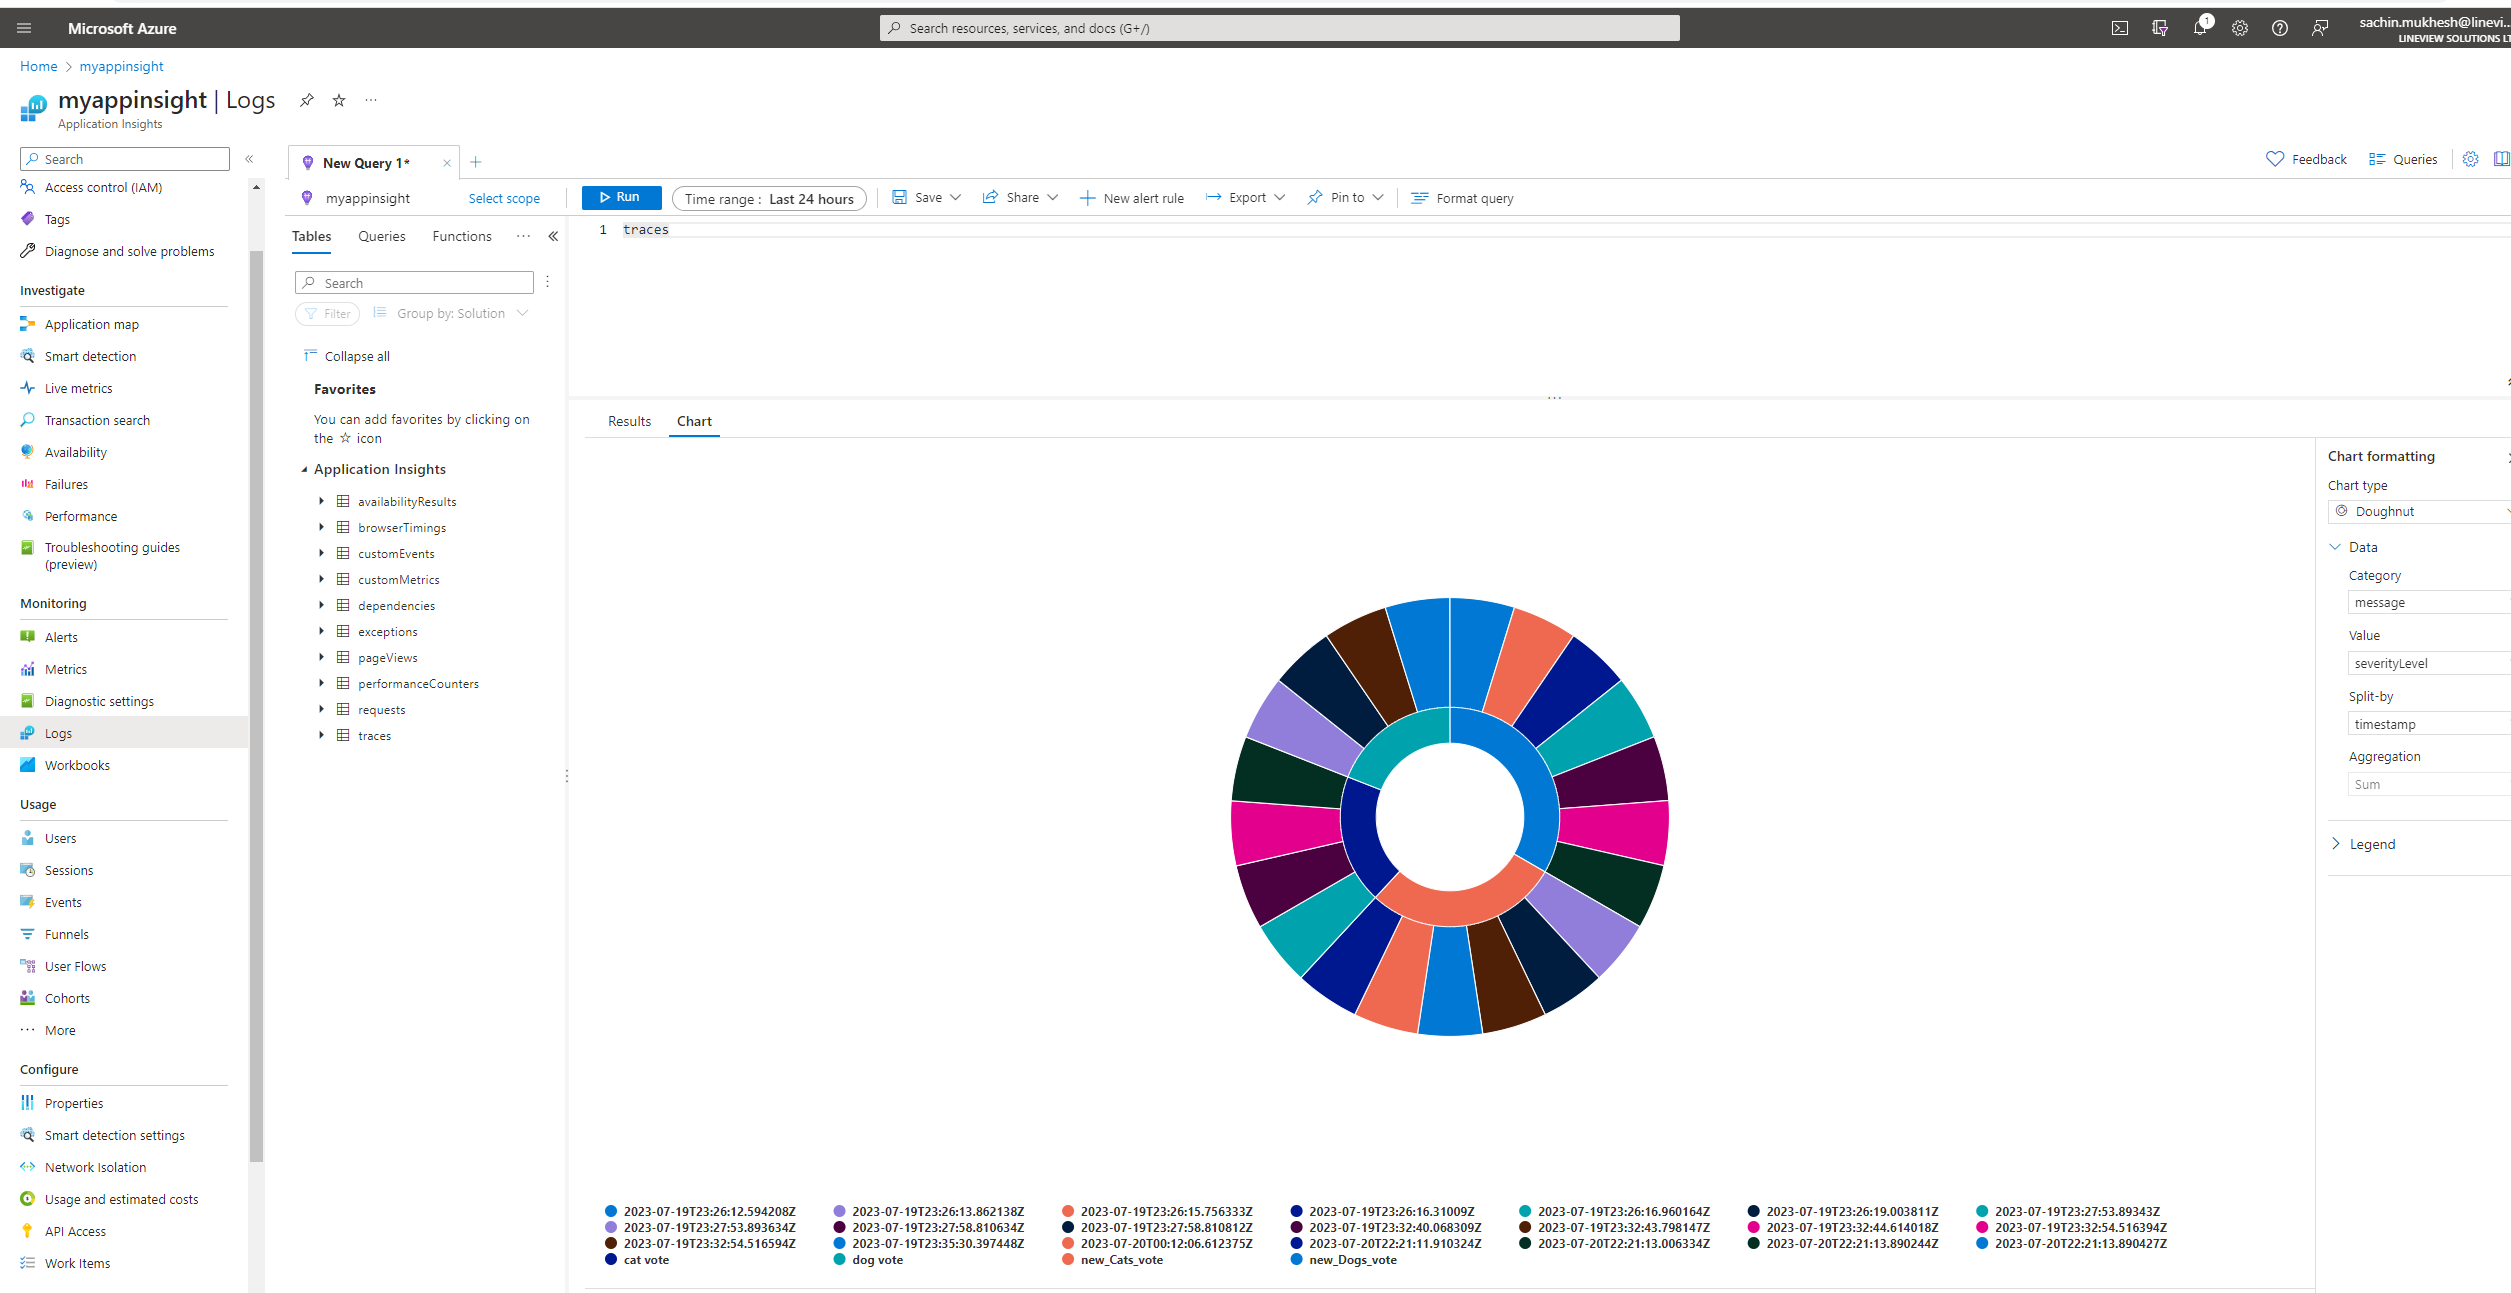 Microsoft Azure
Search resources, services, and docs (G+/)
1
sachin.mukhesh@linevi...
LINEVIEW SOLUTIONS LT
Home > myappinsight
myappinsight | Logs
Application Insights
Search
Access control (IAM)
Tags
Diagnose and solve problems
Investigate
Application map
Smart detection
Live metrics
Transaction search
Availability
Failures
Performance
Troubleshooting guides
(preview)
Monitoring
Alerts
Metrics
Diagnostic settings
Logs
Workbooks
Usage
Users
Sessions
Events
Funnels
User Flows
Cohorts
More
Configure
Properties
Smart detection settings
Network Isolation
Usage and estimated costs
API Access
Work Items
New Query 1*
Feedback
Queries
myappinsight
Select scope
Run
Time range : Last 24 hours
Save
Share
New alert rule
Export
Pin to
Format query
Tables
Queries
Functions
Search
Filter
Group by: Solution
Collapse all
Favorites
You can add favorites by clicking on
the ☆ icon
Application Insights
availabilityResults
browserTimings
customEvents
customMetrics
dependencies
exceptions
pageViews
performanceCounters
requests
traces
1 traces
Results
Chart
Chart formatting
Chart type
Doughnut
Data
Category
message
Value
severityLevel
Split-by
timestamp
Aggregation
Sum
Legend
2023-07-19T23:26:12.594208Z 2023-07-19T23:26:13.862138Z 2023-07-19T23:26:15.756333Z 2023-07-19T23:26:16.31009Z 2023-07-19T23:26:16.960164Z 2023-07-19T23:26:19.003811Z 2023-07-19T23:27:53.89343Z
2023-07-19T23:27:53.893634Z 2023-07-19T23:27:58.810634Z 2023-07-19T23:27:58.810812Z 2023-07-19T23:32:40.068309Z 2023-07-19T23:32:43.798147Z 2023-07-19T23:32:44.614018Z 2023-07-19T23:32:54.516394Z
2023-07-19T23:32:54.516594Z 2023-07-19T23:35:30.397448Z 2023-07-20T00:12:06.612375Z 2023-07-20T22:21:11.910324Z 2023-07-20T22:21:13.006334Z 2023-07-20T22:21:13.890244Z 2023-07-20T22:21:13.890427Z
cat vote dog vote new_Cats_vote new_Dogs_vote